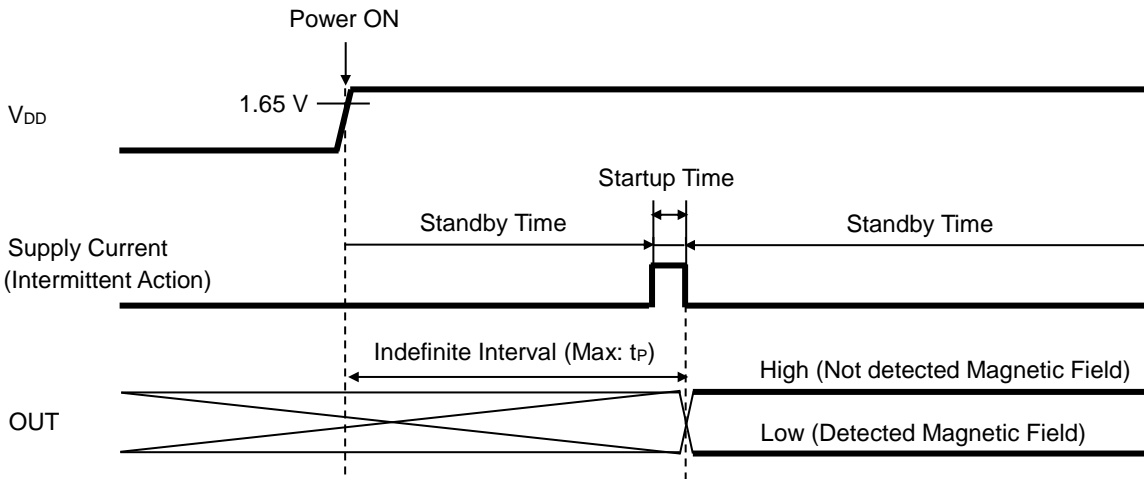 Power ON
1.65 V
VDD
Startup Time
Standby Time
Standby Time
Supply Current
(Intermittent Action)
Indefinite Interval (Max: tP)
High (Not detected Magnetic Field)
OUT
Low (Detected Magnetic Field)